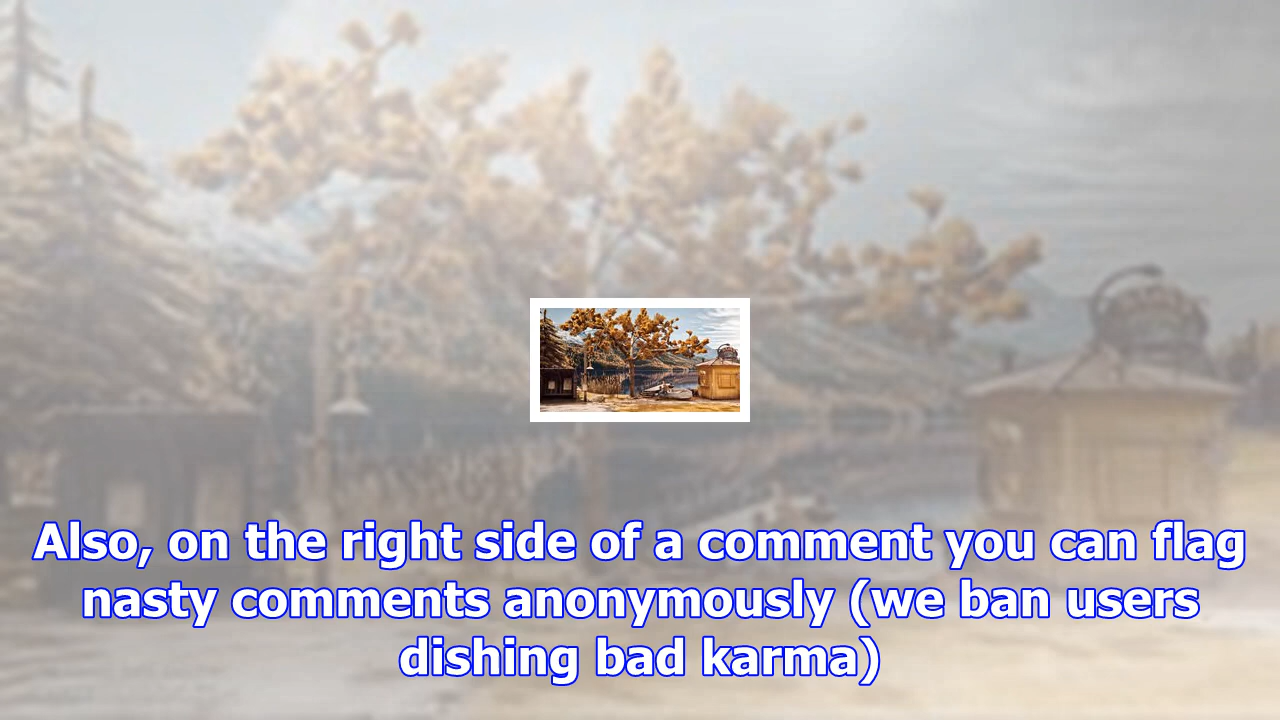 Also, on the right side of a comment you can flag
nasty comments anonymously (we ban users
dishing bad karma)